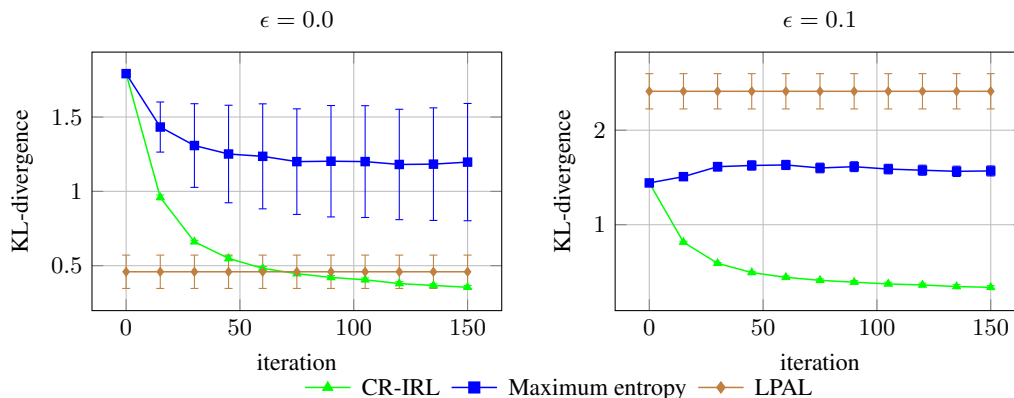 ϵ = 0.0
KL-divergence
1.5
1
0.5
0
50
100
150
iteration
ϵ = 0.1
KL-divergence
2
1
0
50
100
150
iteration
CR-IRL
Maximum entropy
LPAL